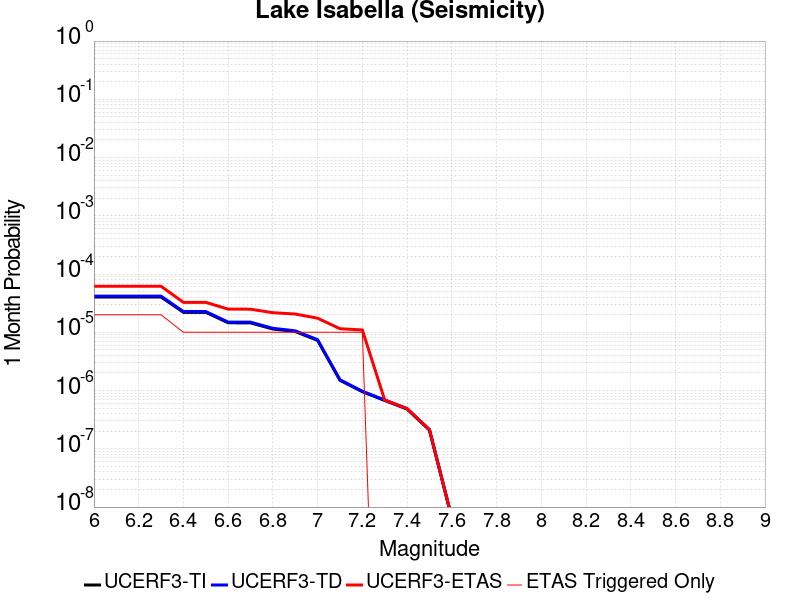 Lake Isabella (Seismicity)
10^0
10^-1
10^-2
10^-3
10^-4
10^-5
10^-6
10^-7
10^-8
1 Month Probability
6 6.2 6.4 6.6 6.8 7 7.2 7.4 7.6 7.8 8 8.2 8.4 8.6 8.8 9
Magnitude
UCERF3-TI UCERF3-TD UCERF3-ETAS ETAS Triggered Only